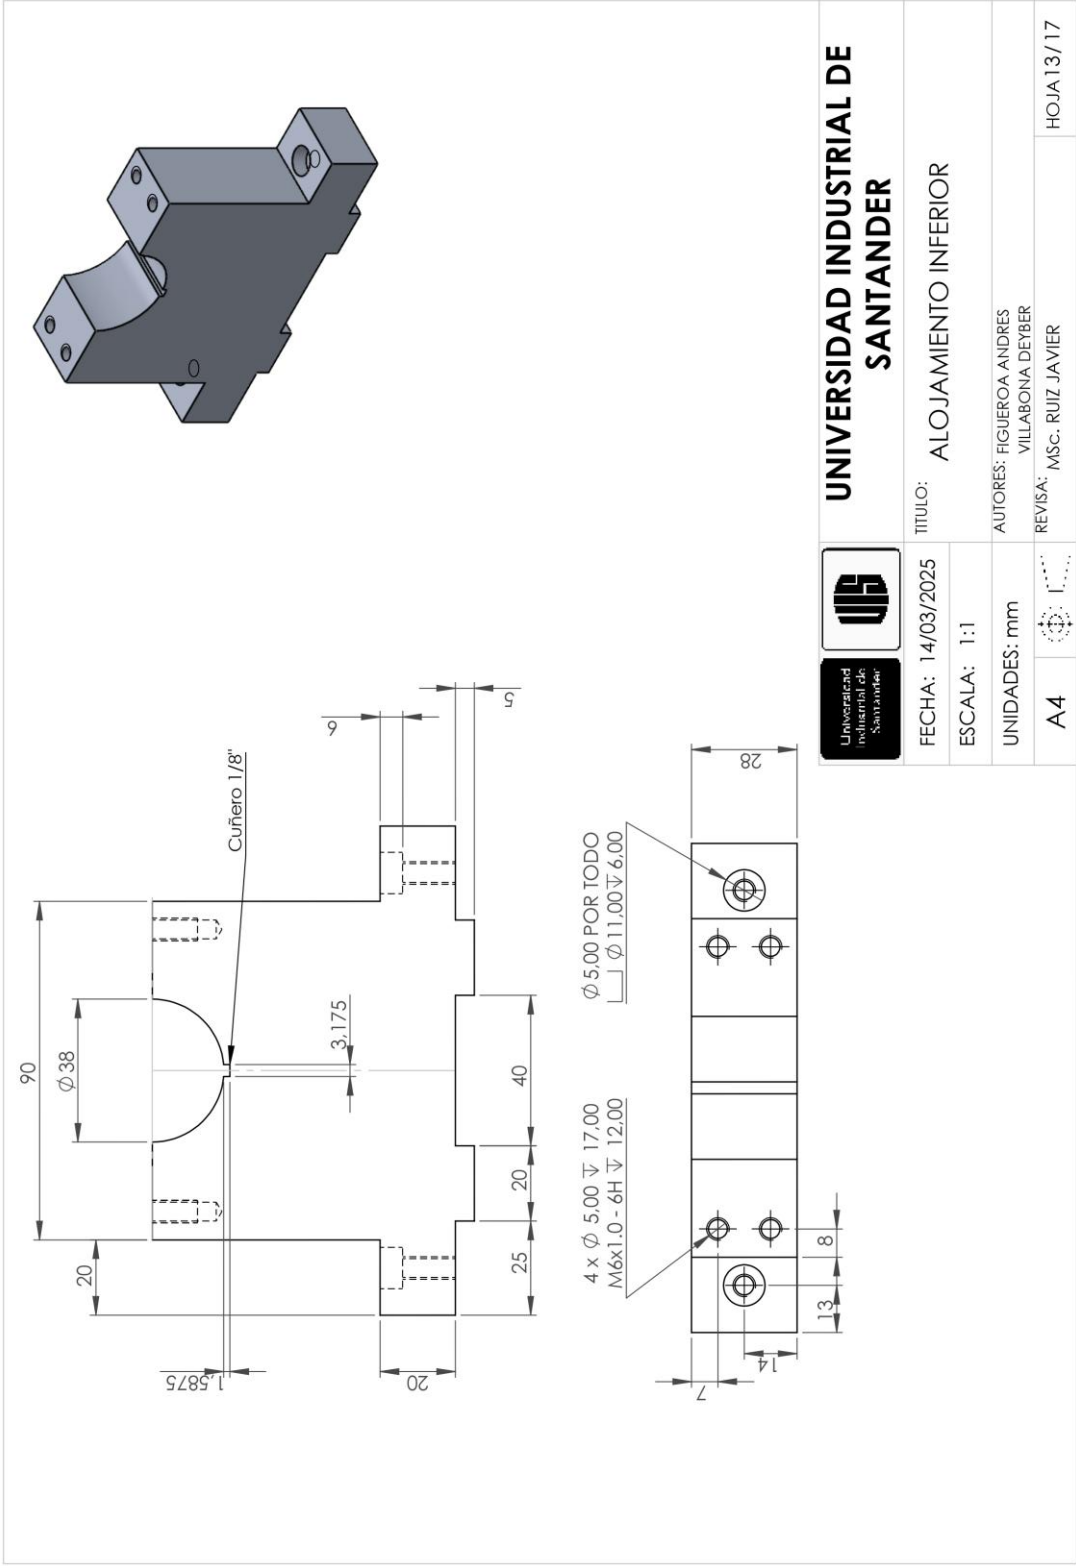 90
Ø38
20
Cuñero 1/8"
6
5
3,175
1,5875
20
25
20
40
4 x Ø 5,00 ↧ 17,00
M6x1.0 - 6H ↧ 12,00
Ø 5,00 POR TODO
⌴ Ø 11,00 ↧ 6,00
28
7
14
13
8
Universidad
Industrial de
Santander
UIS
UNIVERSIDAD INDUSTRIAL DE
SANTANDER
FECHA: 14/03/2025
TITULO:
ALOJAMIENTO INFERIOR
ESCALA: 1:1
UNIDADES: mm
AUTORES: FIGUEROA ANDRES
VILLABONA DEYBER
A4
REVISA: MSc. RUIZ JAVIER
HOJA13/17